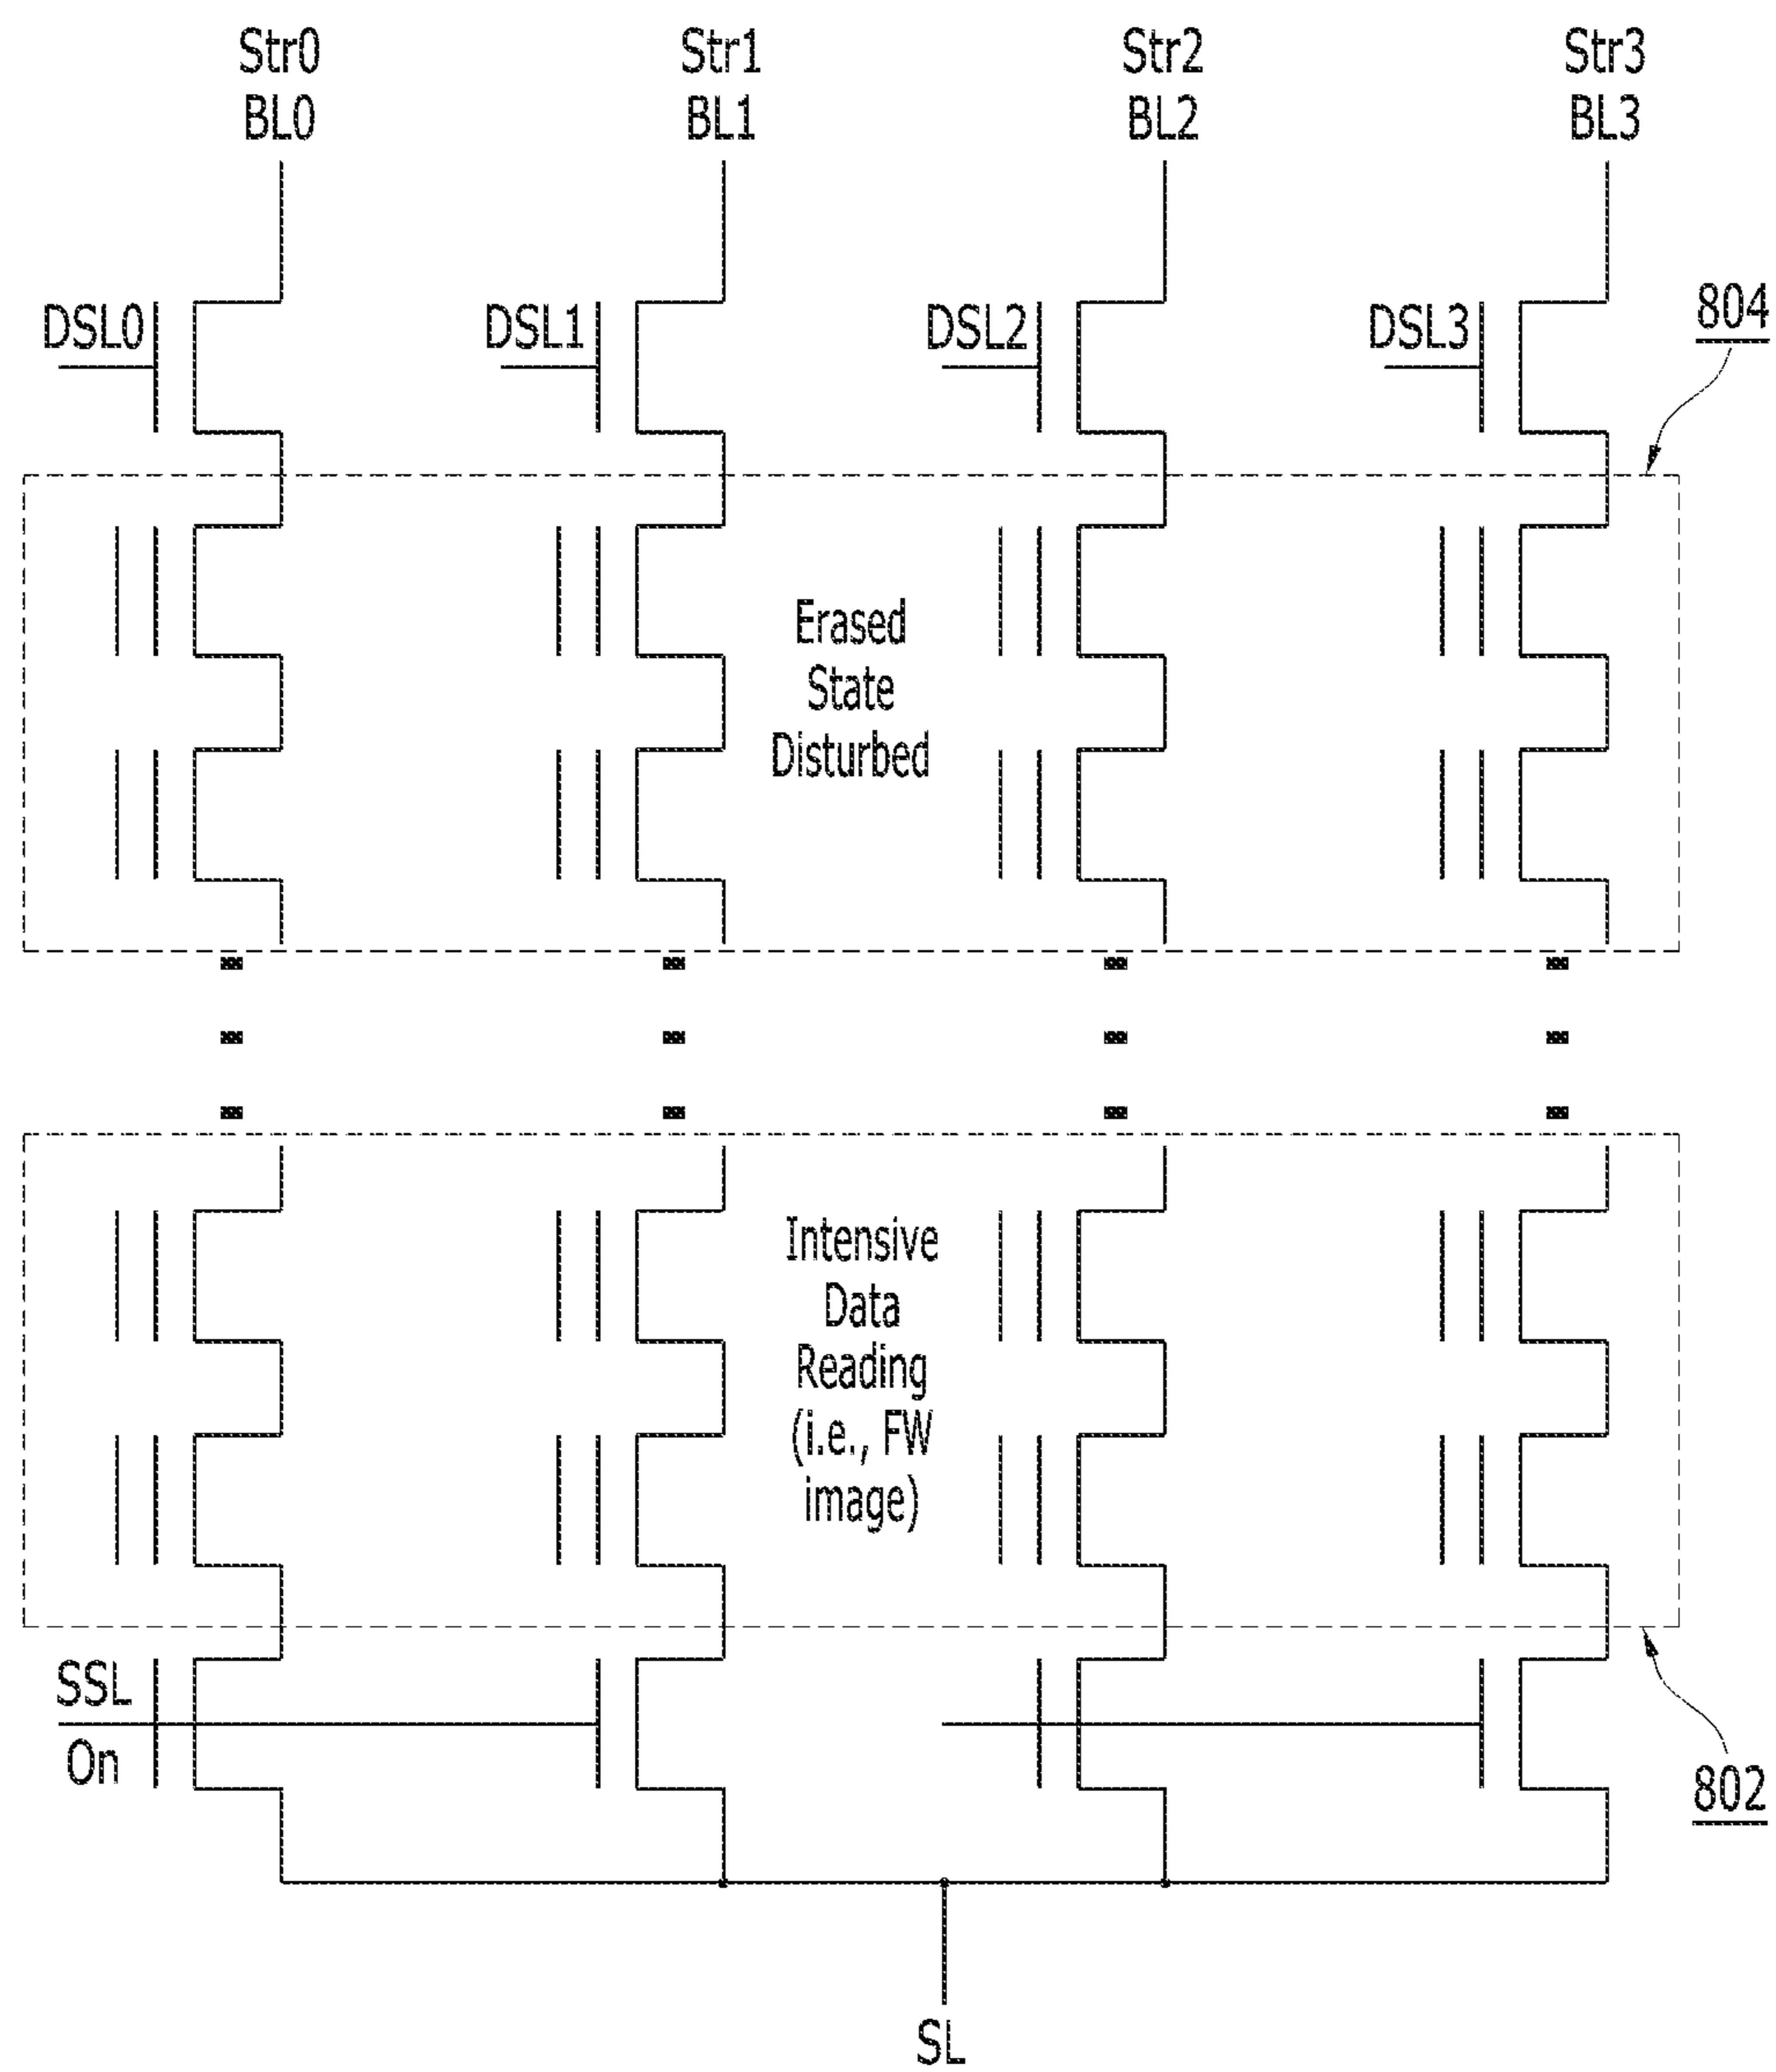 Str0 Str1 Str2 Str3
BL0 BL1 BL2 BL3
DSL0 DSL1 DSL2 DSL3
804
Erased
State
Disturbed
Intensive
Data
Reading
(i.e., FW
image)
SSL
On
802
SL